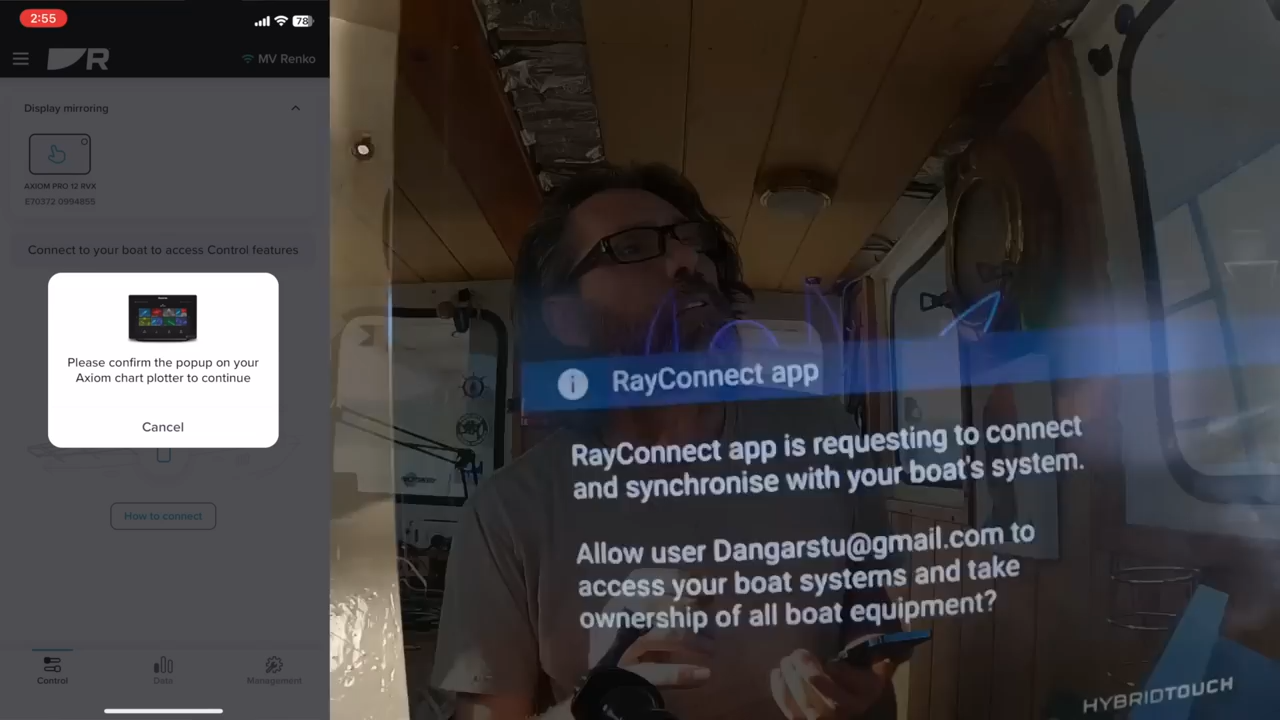 2:55
78
R
MV Renko
Display mirroring
AXIOM PRO 12 RVX
E70372 0994855
Connect to your boat to access Control features
Please confirm the popup on your
Axiom chart plotter to continue
Cancel
How to connect
Control
Data
Management
RayConnect app
RayConnect app is requesting to connect
and synchronise with your boat's system.
Allow user Dangarstu@gmail.com to
access your boat systems and take
ownership of all boat equipment?
HYBRIDTOUCH